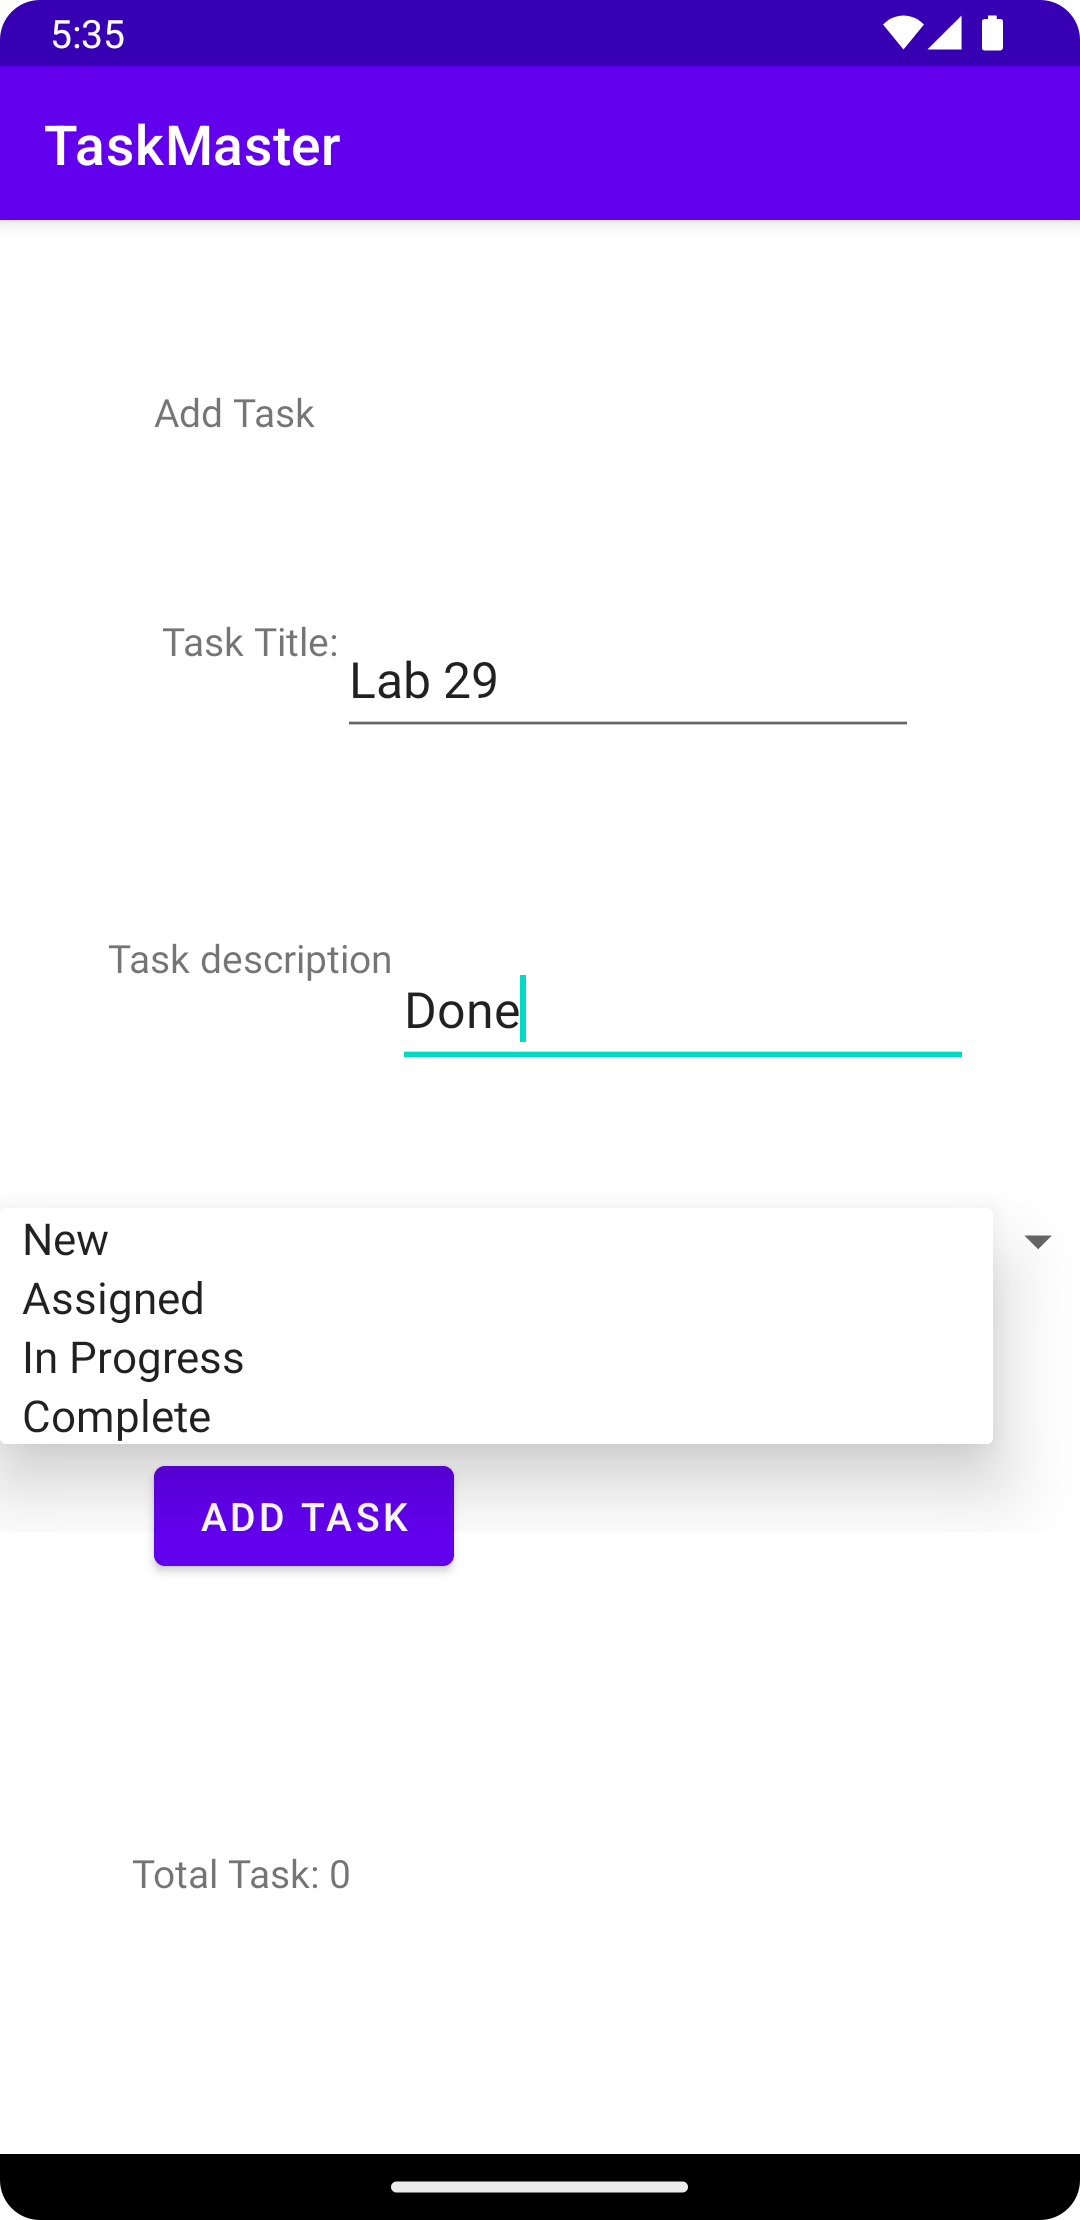 5:35
TaskMaster
Add Task
Task Title:
Lab 29
Task description
Done
New
Assigned
In Progress
Complete
ADD TASK
Total Task: 0